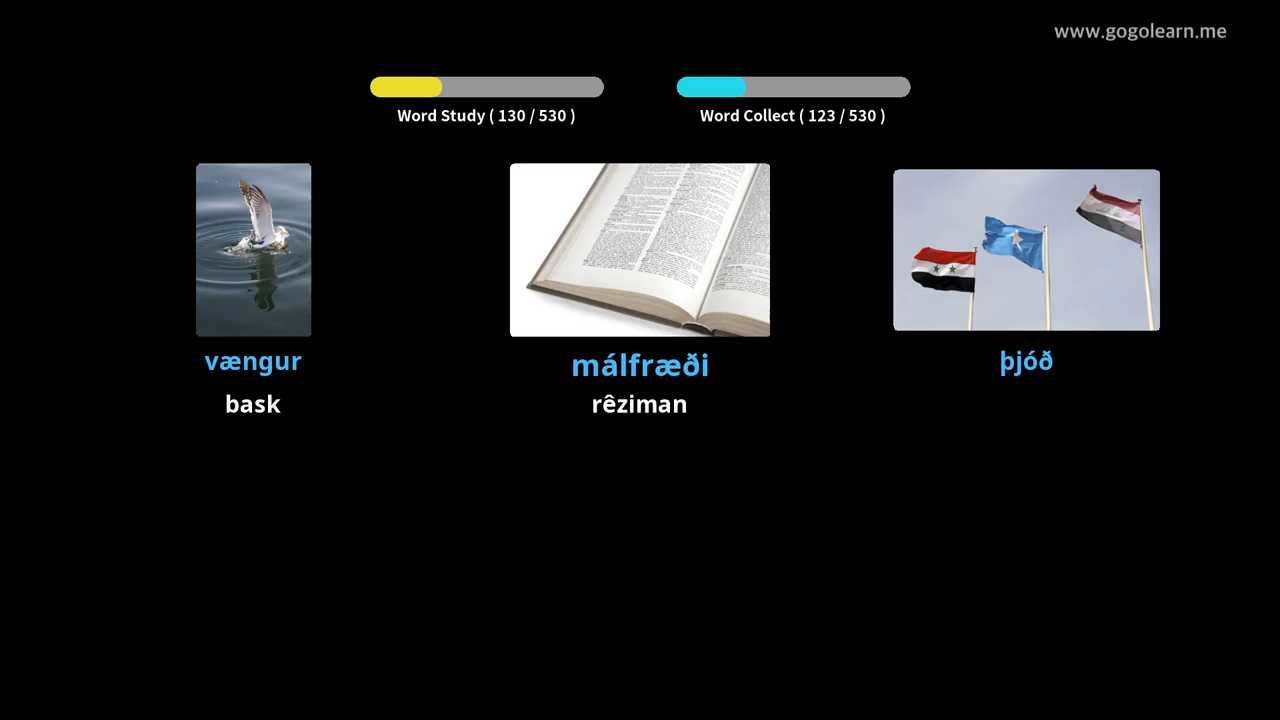 www.gogolearn.me
Word Study ( 130 / 530 )
Word Collect ( 123 / 530 )
vængur
bask
málfræði
rêziman
þjóð